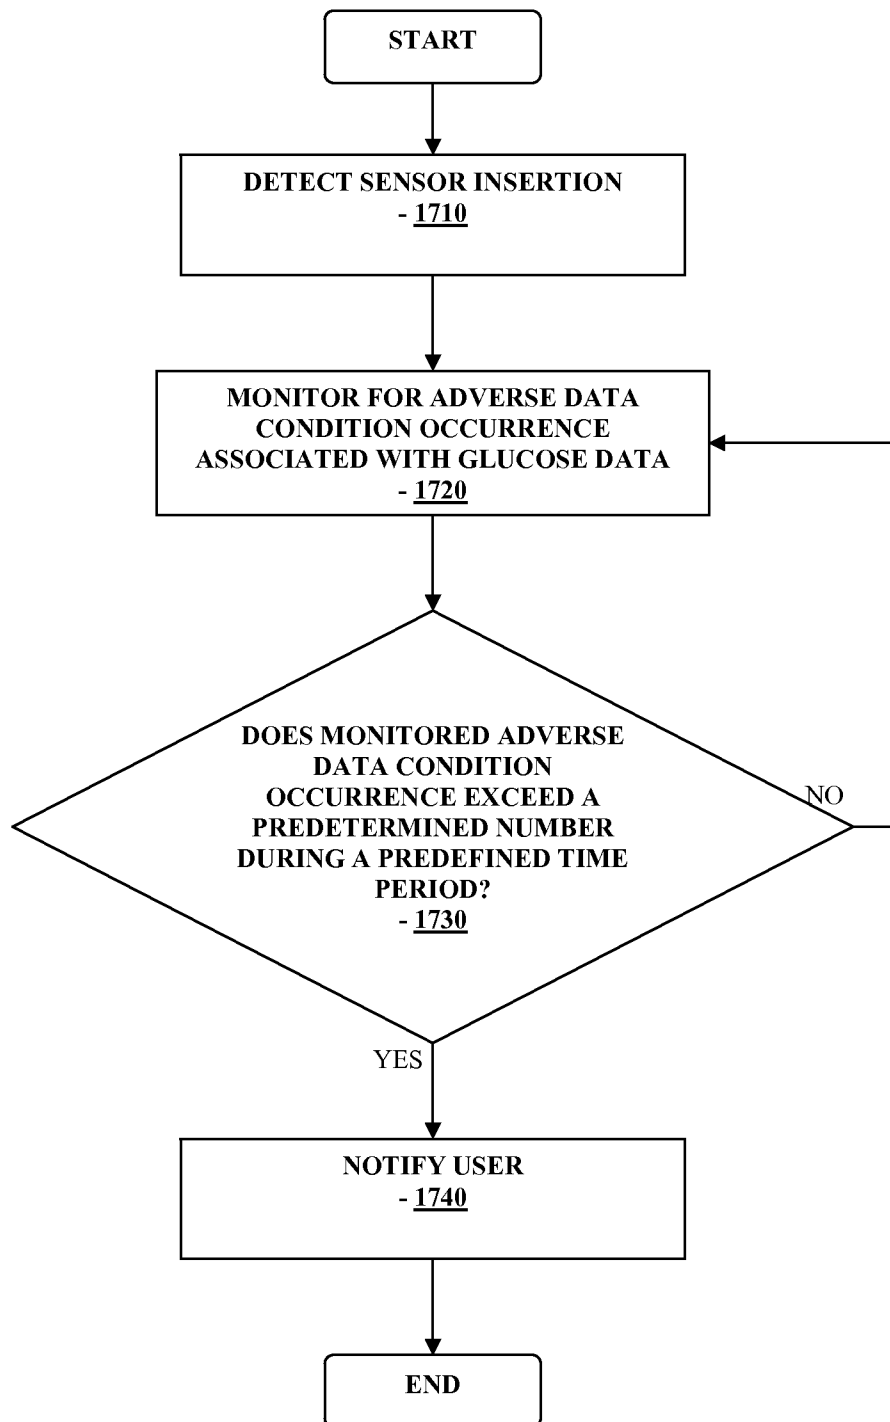 START
DETECT SENSOR INSERTION
- 1710
MONITOR FOR ADVERSE DATA
CONDITION OCCURRENCE
ASSOCIATED WITH GLUCOSE DATA
- 1720
DOES MONITORED ADVERSE
DATA CONDITION
OCCURRENCE EXCEED A
PREDETERMINED NUMBER
DURING A PREDEFINED TIME
PERIOD?
- 1730
NO
YES
NOTIFY USER
- 1740
END